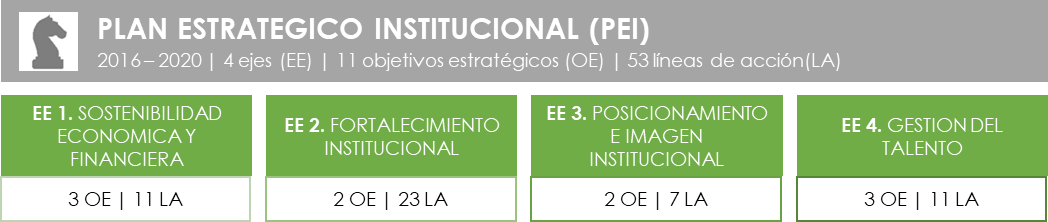 PLAN ESTRATEGICO INSTITUCIONAL (PEI)
2016 – 2020 | 4 ejes (EE) | 11 objetivos estratégicos (OE) | 53 líneas de acción(LA)
EE 1. SOSTENIBILIDAD
ECONOMICA Y
FINANCIERA
3 OE | 11 LA
EE 2. FORTALECIMIENTO
INSTITUCIONAL
2 OE | 23 LA
EE 3. POSICIONAMIENTO
E IMAGEN
INSTITUCIONAL
2 OE | 7 LA
EE 4. GESTION DEL
TALENTO
3 OE | 11 LA